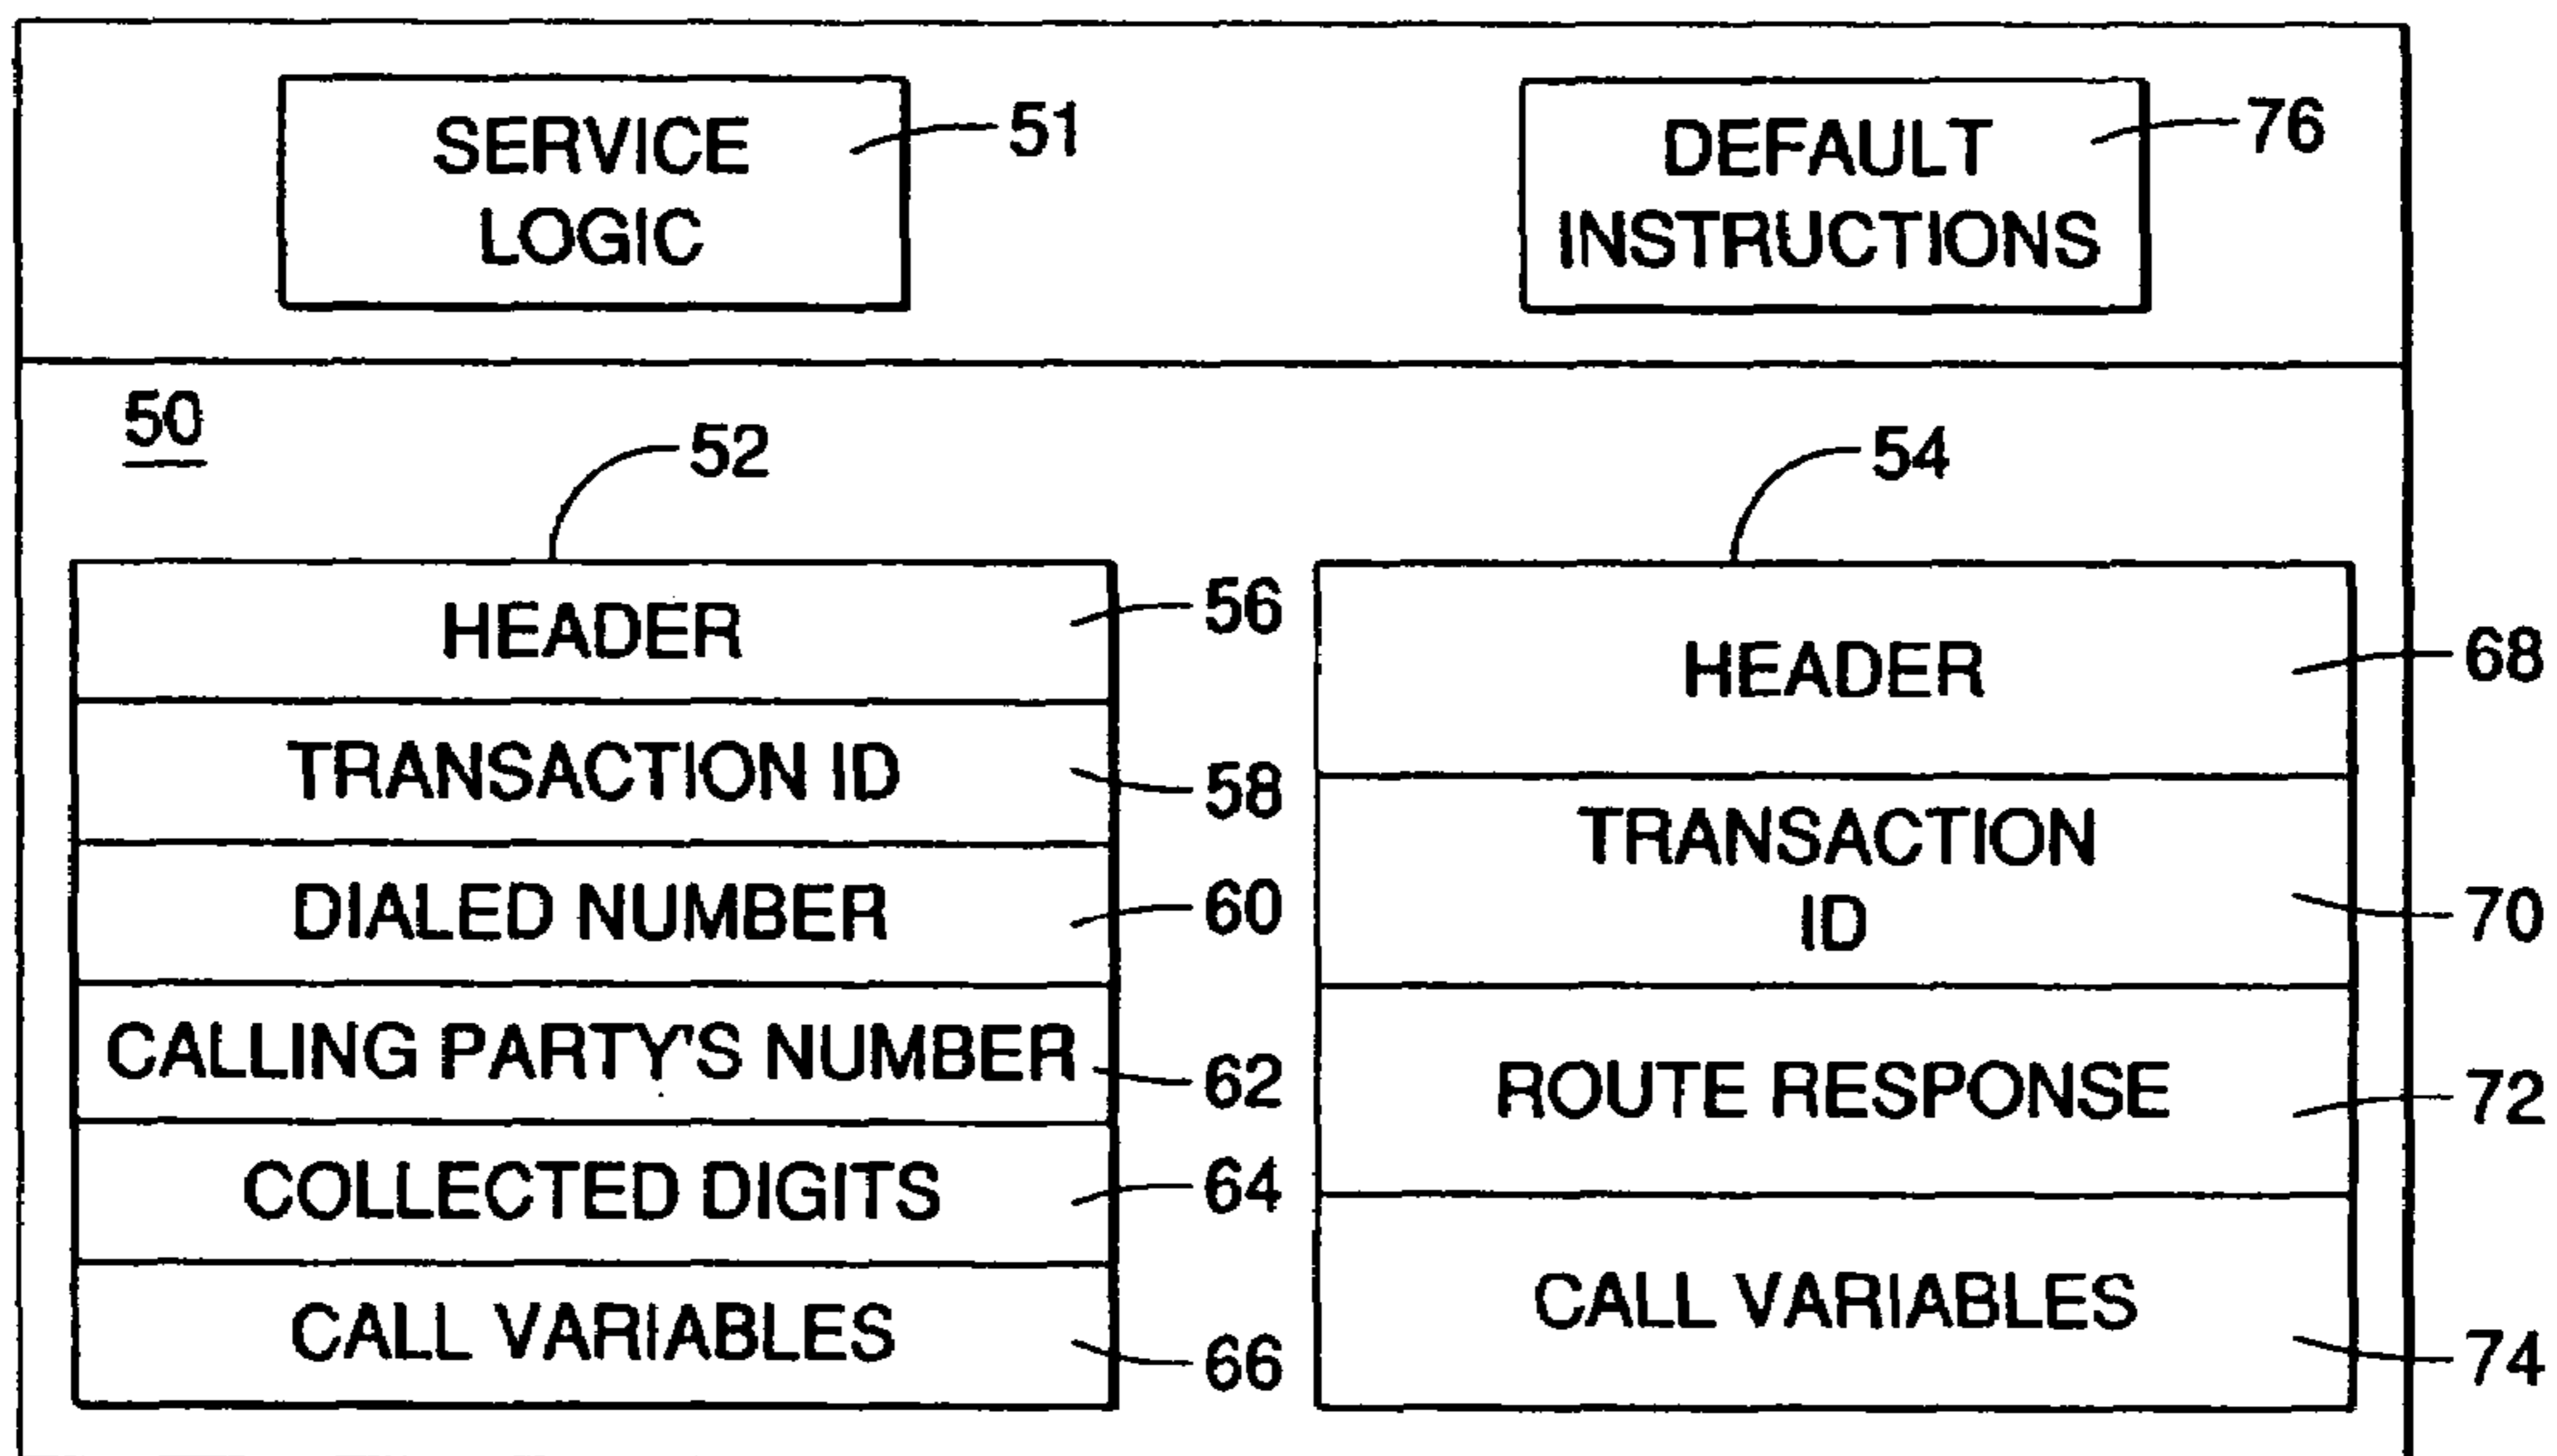 SERVICE
LOGIC
51
DEFAULT
INSTRUCTIONS
76
50
52
HEADER
56
TRANSACTION ID
58
DIALED NUMBER
60
CALLING PARTY'S NUMBER
62
COLLECTED DIGITS
64
CALL VARIABLES
66
54
HEADER
68
TRANSACTION
ID
70
ROUTE RESPONSE
72
CALL VARIABLES
74